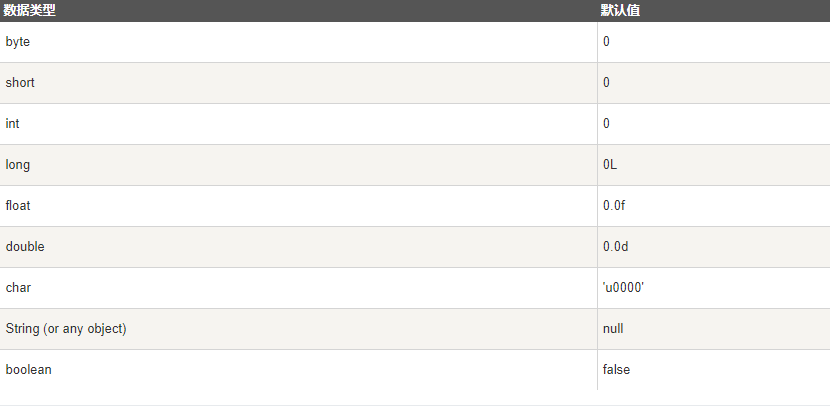 数据类型 默认值
byte 0
short 0
int 0
long 0L
float 0.0f
double 0.0d
char 'u0000'
String (or any object) null
boolean false